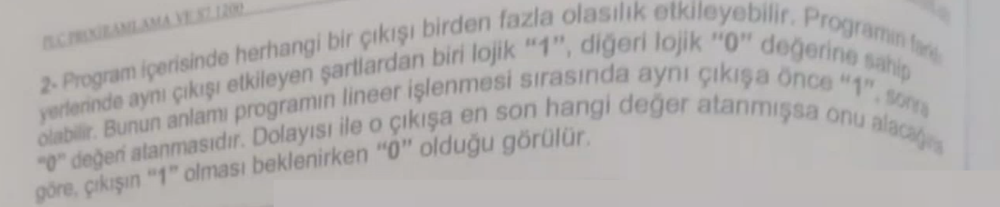 PLC PROGRAMLAMA VE S7 1200
2- Program içerisinde herhangi bir çıkışı birden fazla olasılık etkileyebilir. Programın farklı
yerlerinde aynı çıkışı etkileyen şartlardan biri lojik “1”, diğeri lojik “0” değerine sahip
olabilir. Bunun anlamı programın lineer işlenmesi sırasında aynı çıkışa önce “1”, sonra
“0” değeri atanmasıdır. Dolayısı ile o çıkışa en son hangi değer atanmışsa onu alacağına
göre, çıkışın “1” olması beklenirken “0” olduğu görülür.